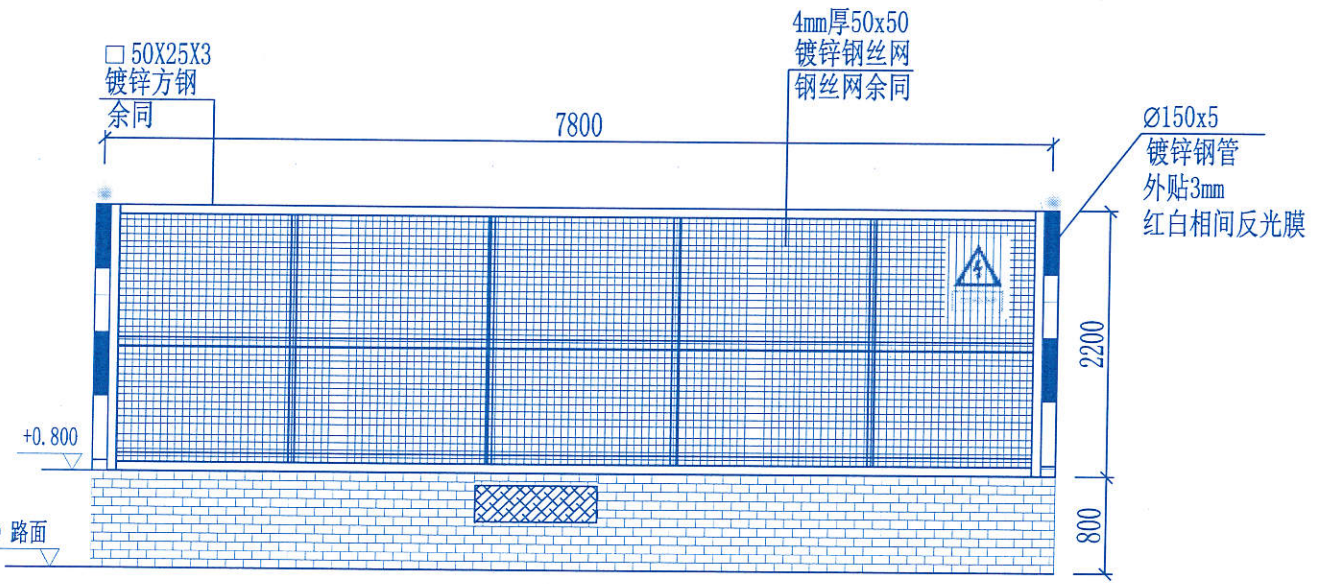 □ 50X25X3
镀锌方钢
余同
4mm厚50x50
镀锌钢丝网
钢丝网余同
7800
Ø150x5
镀锌钢管
外贴3mm
红白相间反光膜
2200
+0.800
800
路面